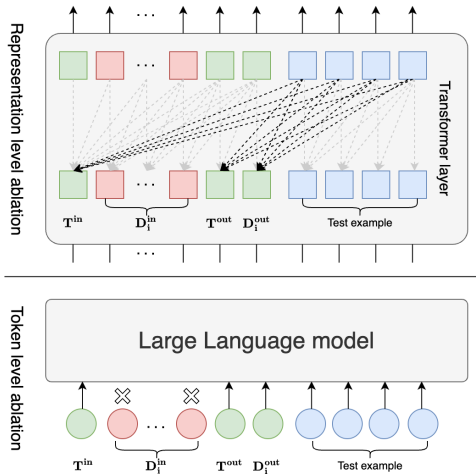 Representation level ablation
...
...
Transformer layer
...
T^in
D_i^in
T^out
D_i^out
Test example
...
Token level ablation
Large Language model
...
T^in
D_i^in
T^out
D_i^out
Test example